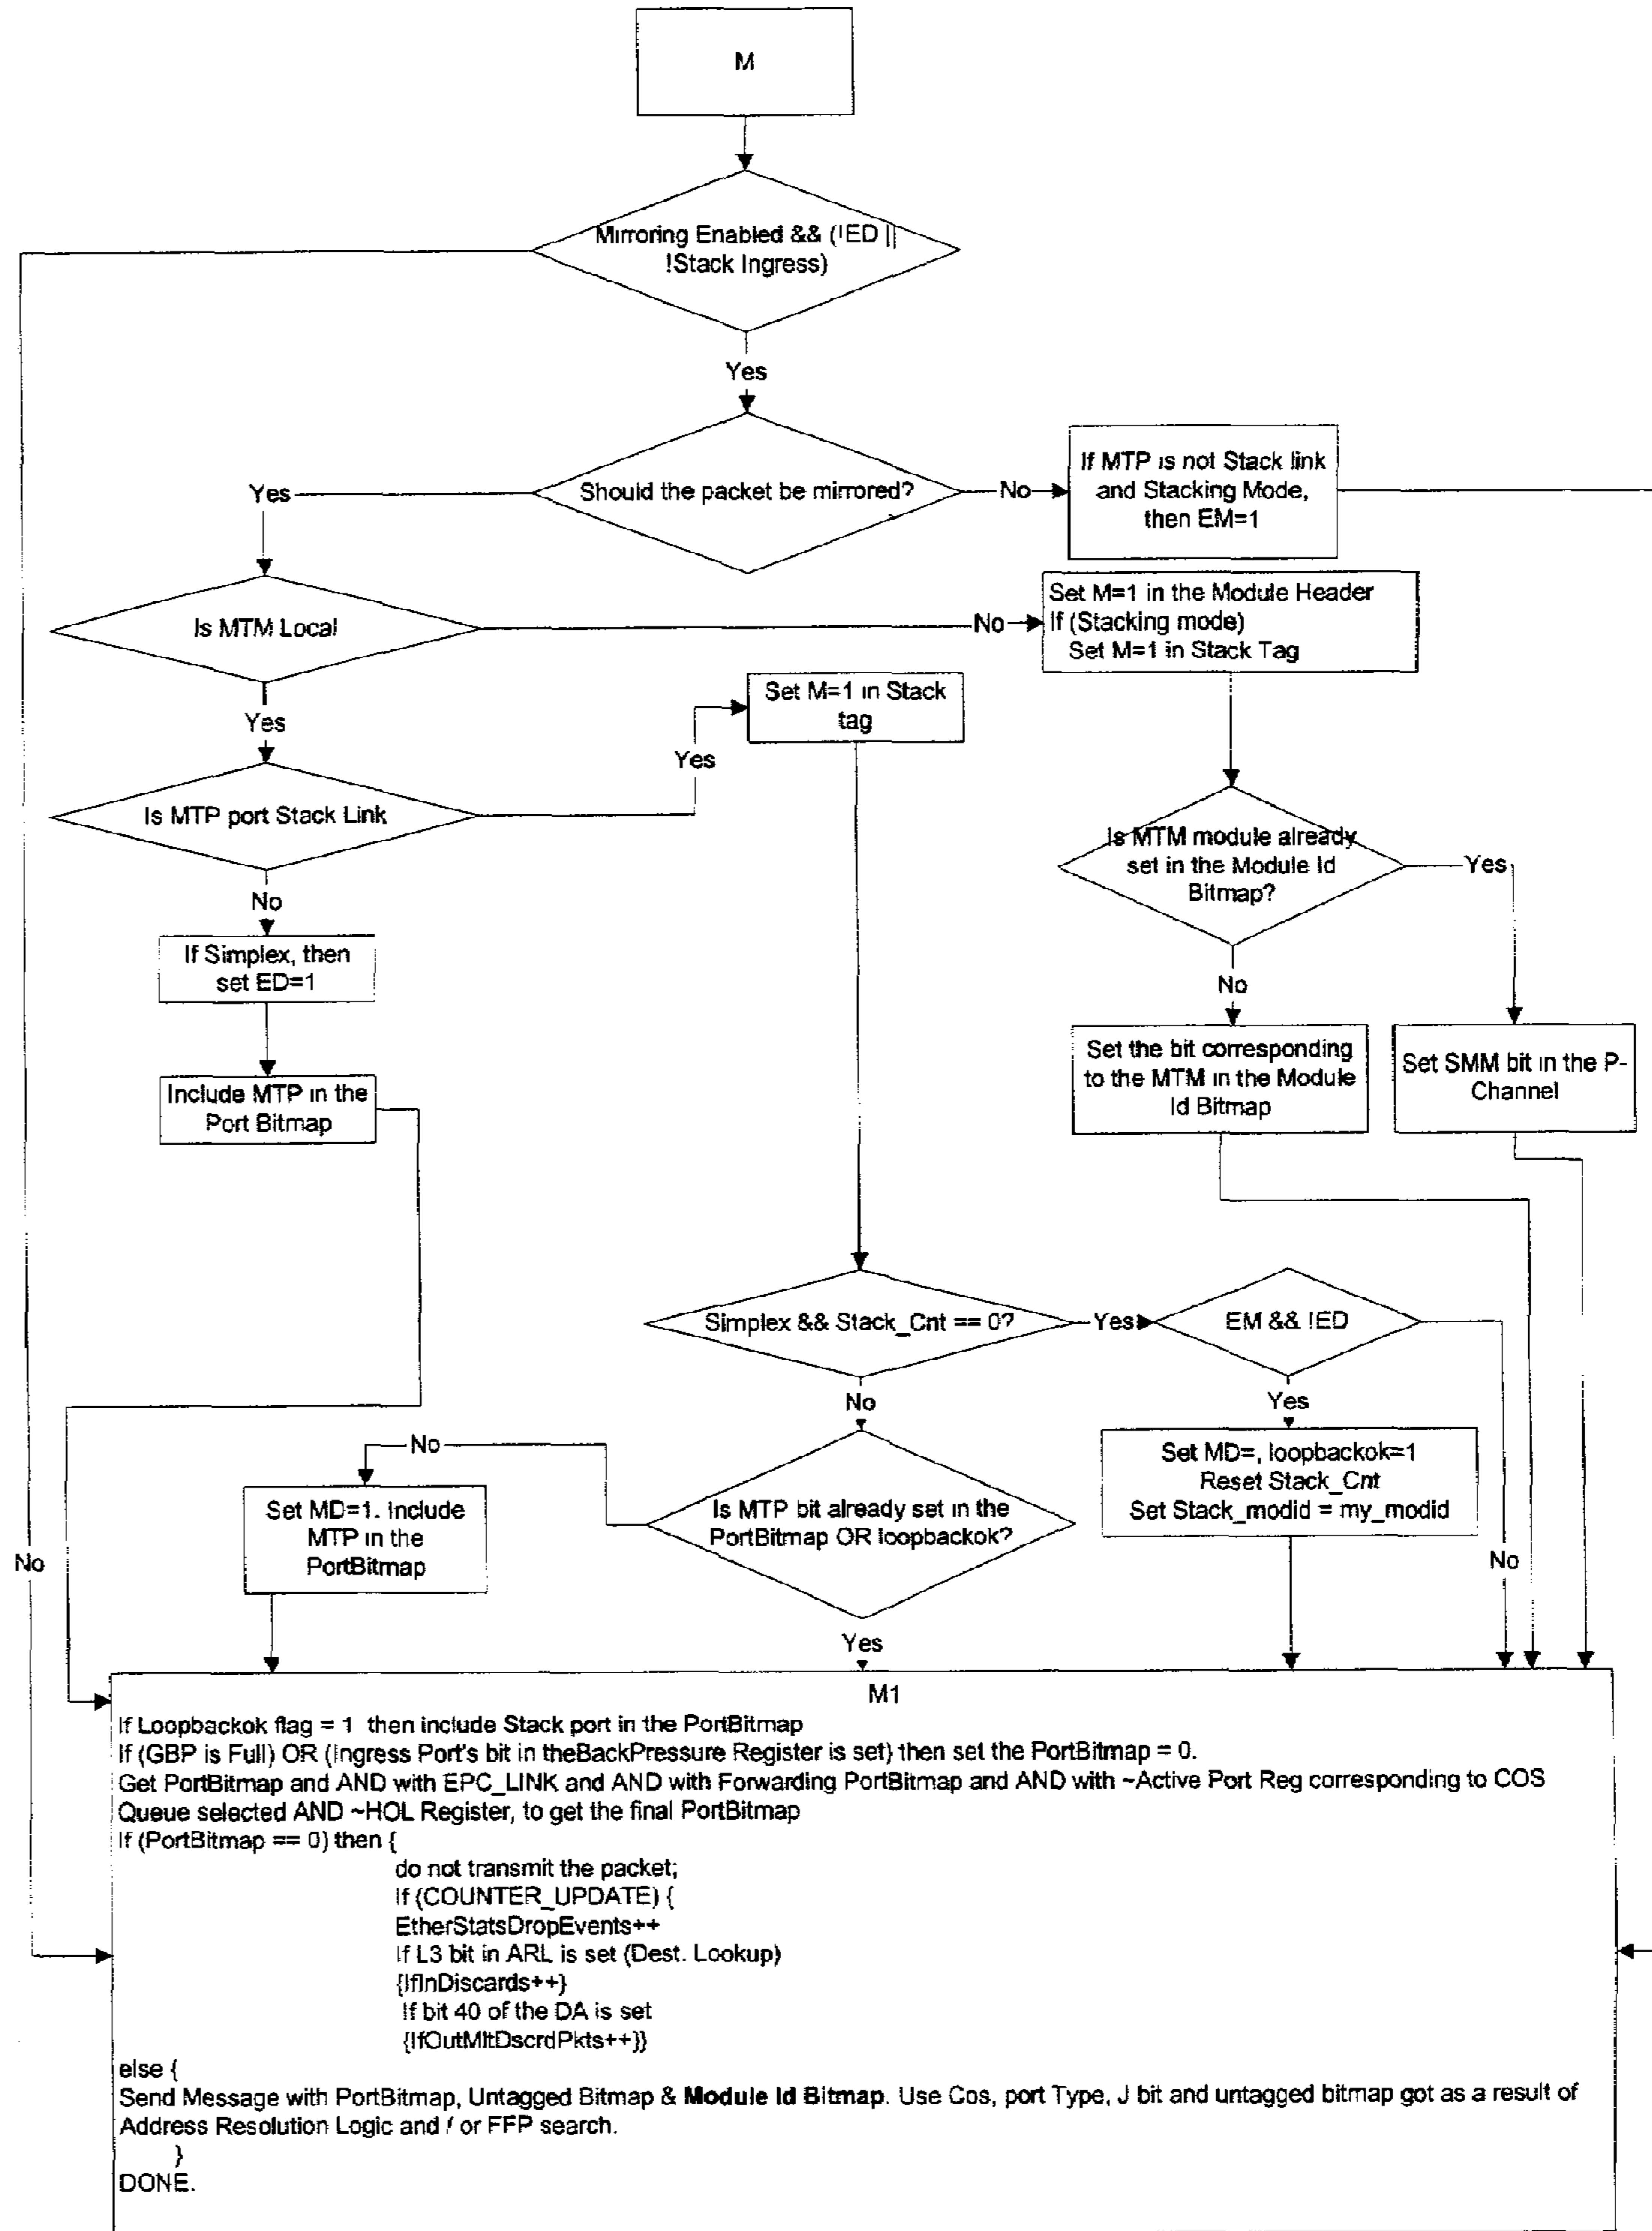 M
Mirroring Enabled && (!ED ||
!Stack Ingress)
Yes
Should the packet be mirrored?
Yes
No
If MTP is not Stack link
and Stacking Mode,
then EM=1
Is MTM Local
No
Set M=1 in the Module Header
If (Stacking mode)
Set M=1 in Stack Tag
Yes
Set M=1 in Stack
tag
Yes
Is MTP port Stack Link
Is MTM module already
set in the Module Id
Bitmap?
Yes
No
If Simplex, then
set ED=1
No
Include MTP in the
Port Bitmap
Set the bit corresponding
to the MTM in the Module
Id Bitmap
Set SMM bit in the P-
Channel
Simplex && Stack_Cnt == 0?
Yes
EM && !ED
No
Yes
No
Set MD=1. Include
MTP in the
PortBitmap
Is MTP bit already set in the
PortBitmap OR loopbackok?
Set MD=, loopbackok=1
Reset Stack_Cnt
Set Stack_modid = my_modid
No
No
Yes
M1
If Loopbackok flag = 1 then include Stack port in the PortBitmap
If (GBP is Full) OR (Ingress Port's bit in theBackPressure Register is set) then set the PortBitmap = 0.
Get PortBitmap and AND with EPC_LINK and AND with Forwarding PortBitmap and AND with ~Active Port Reg corresponding to COS
Queue selected AND ~HOL Register, to get the final PortBitmap
If (PortBitmap == 0) then {
do not transmit the packet;
If (COUNTER_UPDATE) {
EtherStatsDropEvents++
If L3 bit in ARL is set (Dest. Lookup)
{IfInDiscards++}
If bit 40 of the DA is set
{IfOutMltDscrdPkts++}}
else {
Send Message with PortBitmap, Untagged Bitmap & Module Id Bitmap. Use Cos, port Type, J bit and untagged bitmap got as a result of
Address Resolution Logic and / or FFP search.
}
DONE.